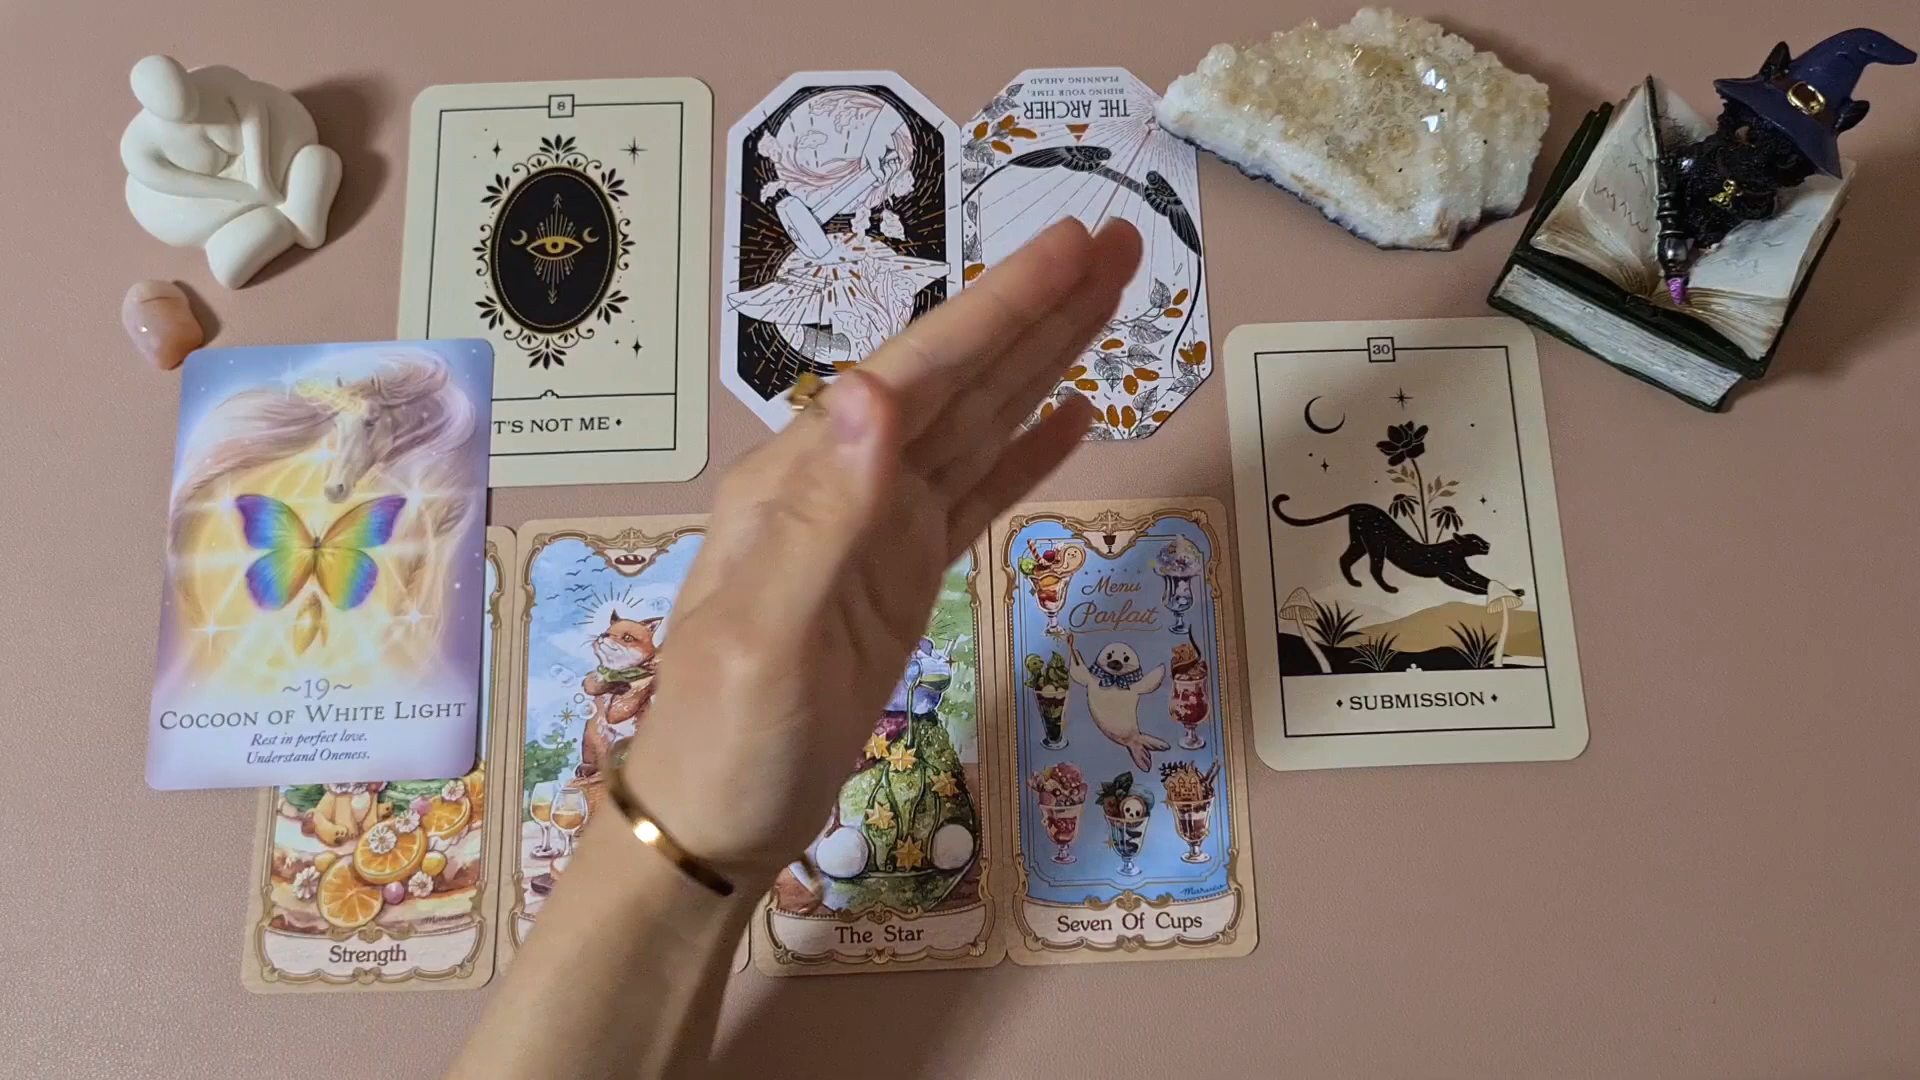 8
T'S NOT ME
THE ARCHER
BIDING YOUR TIME,
PLANNING AHEAD
30
SUBMISSION
~19~
COCOON OF WHITE LIGHT
Rest in perfect love.
Understand Oneness.
Menu
Parfait
Strength
The Star
Seven Of Cups